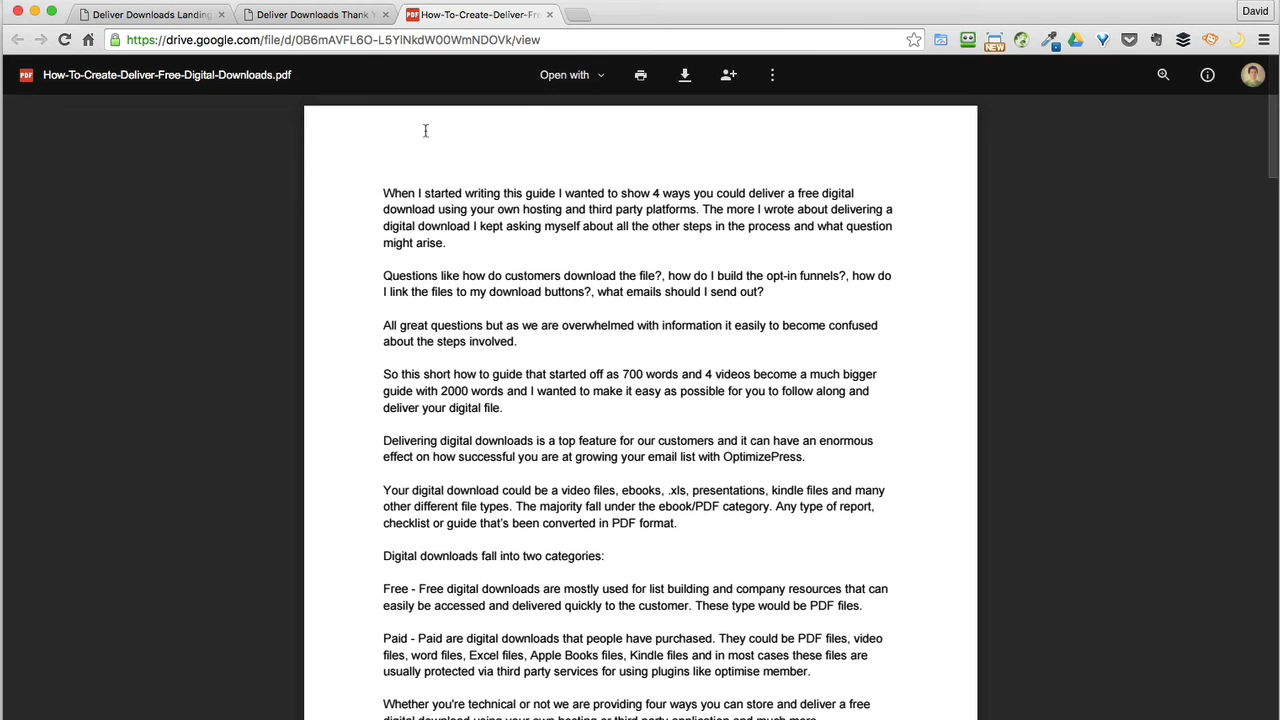 Deliver Downloads Landing
Deliver Downloads Thank Y
PDF How-To-Create-Deliver-Fre
David
https://drive.google.com/file/d/0B6mAVFL6O-L5YlNkdW00WmNDOVk/view
NEW
PDF How-To-Create-Deliver-Free-Digital-Downloads.pdf
Open with
When I started writing this guide I wanted to show 4 ways you could deliver a free digital
download using your own hosting and third party platforms. The more I wrote about delivering a
digital download I kept asking myself about all the other steps in the process and what question
might arise.
Questions like how do customers download the file?, how do I build the opt-in funnels?, how do
I link the files to my download buttons?, what emails should I send out?
All great questions but as we are overwhelmed with information it easily to become confused
about the steps involved.
So this short how to guide that started off as 700 words and 4 videos become a much bigger
guide with 2000 words and I wanted to make it easy as possible for you to follow along and
deliver your digital file.
Delivering digital downloads is a top feature for our customers and it can have an enormous
effect on how successful you are at growing your email list with OptimizePress.
Your digital download could be a video files, ebooks, .xls, presentations, kindle files and many
other different file types. The majority fall under the ebook/PDF category. Any type of report,
checklist or guide that's been converted in PDF format.
Digital downloads fall into two categories:
Free - Free digital downloads are mostly used for list building and company resources that can
easily be accessed and delivered quickly to the customer. These type would be PDF files.
Paid - Paid are digital downloads that people have purchased. They could be PDF files, video
files, word files, Excel files, Apple Books files, Kindle files and in most cases these files are
usually protected via third party services for using plugins like optimise member.
Whether you're technical or not we are providing four ways you can store and deliver a free
digital download using your own hosting or third party application and much more